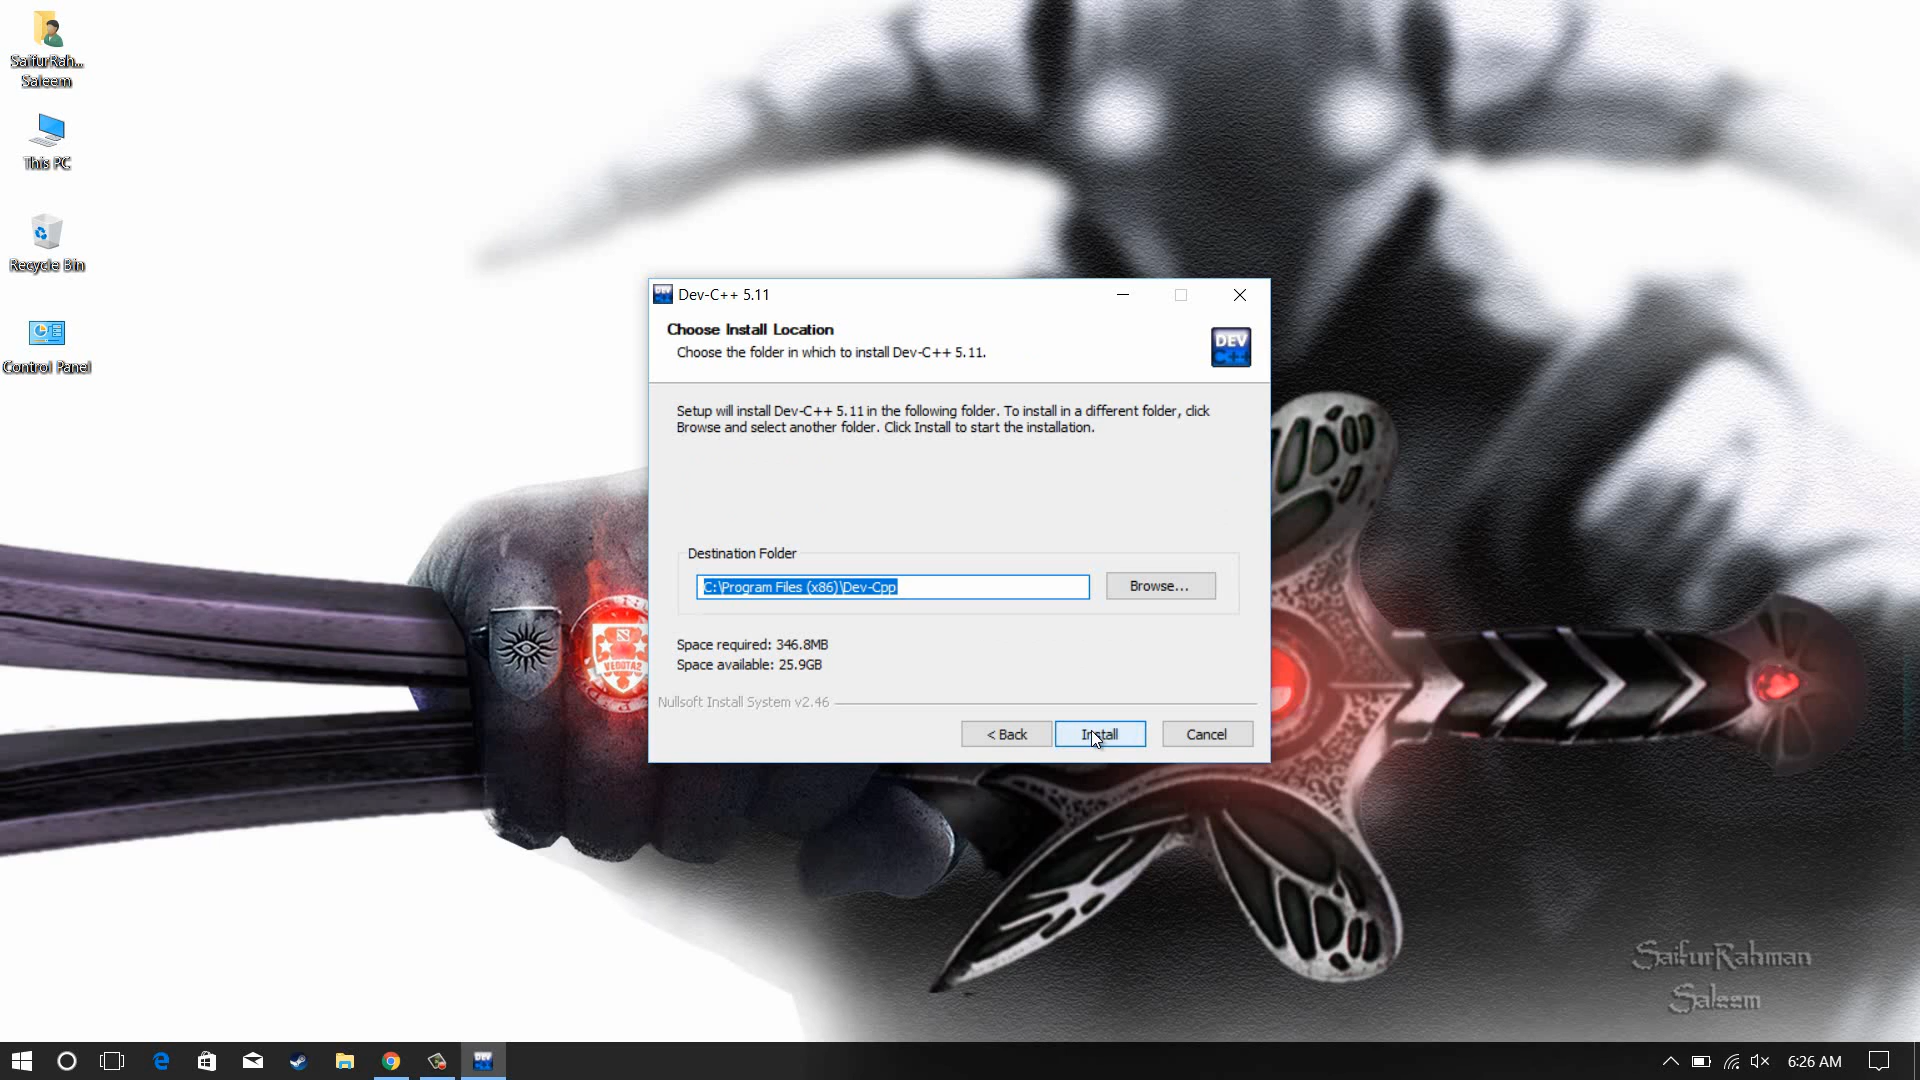 SaifurRah...
Saleem
This PC
Recycle Bin
Control Panel
Dev-C++ 5.11
Choose Install Location
Choose the folder in which to install Dev-C++ 5.11.
DEV
C++
Setup will install Dev-C++ 5.11 in the following folder. To install in a different folder, click
Browse and select another folder. Click Install to start the installation.
Destination Folder
C:\Program Files (x86)\Dev-Cpp
Browse...
Space required: 346.8MB
Space available: 25.9GB
Nullsoft Install System v2.46
< Back
Install
Cancel
VEDOTA2
SaifurRahman
Saleem
DEV
6:26 AM